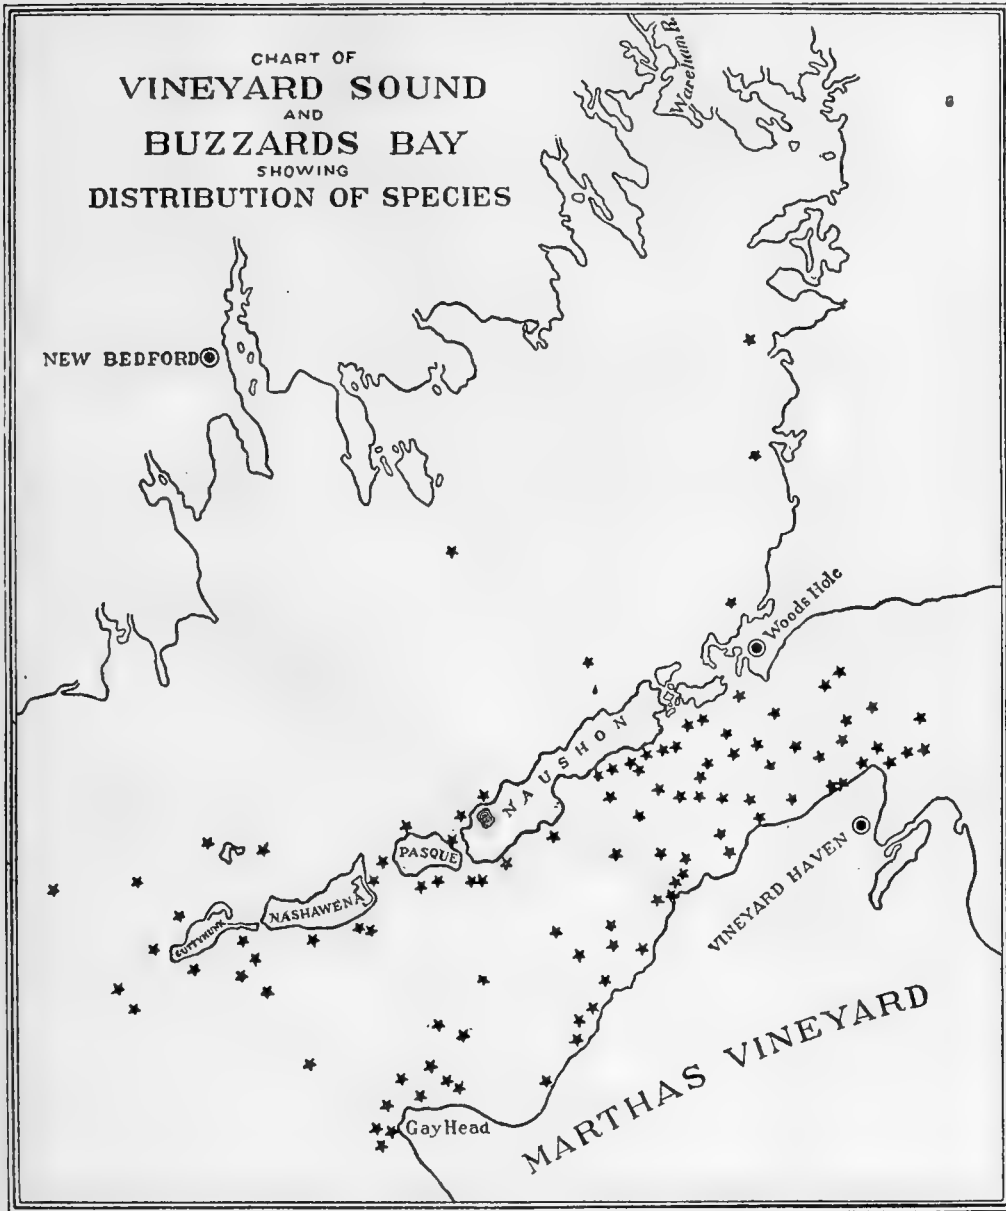 CHART OF
VINEYARD SOUND
AND
BUZZARDS BAY
SHOWING
DISTRIBUTION OF SPECIES
Wareham R.
NEW BEDFORD
Woods Hole
NAUSHON
PASQUE
NASHAWENA
CUTTYHUNK
VINEYARD HAVEN
MARTHAS VINEYARD
Gay Head